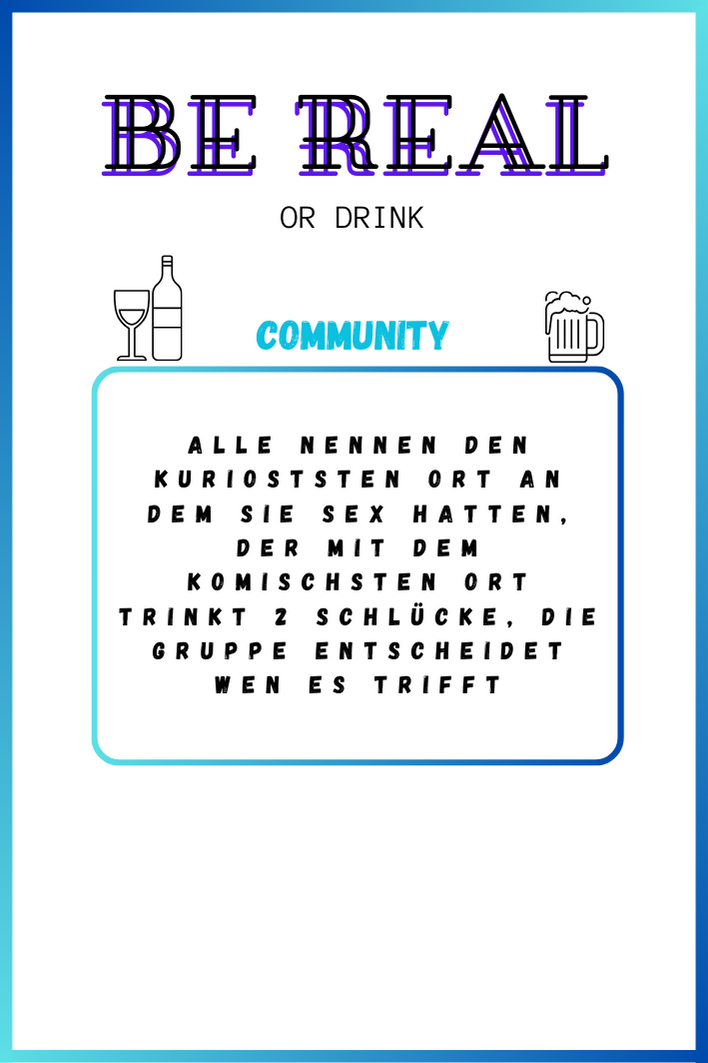 BE REAL
OR DRINK
COMMUNITY
ALLE NENNEN DEN
KURIOSTSTEN ORT AN
DEM SIE SEX HATTEN,
DER MIT DEM
KOMISCHSTEN ORT
TRINKT 2 SCHLÜCKE, DIE
GRUPPE ENTSCHEIDET
WEN ES TRIFFT